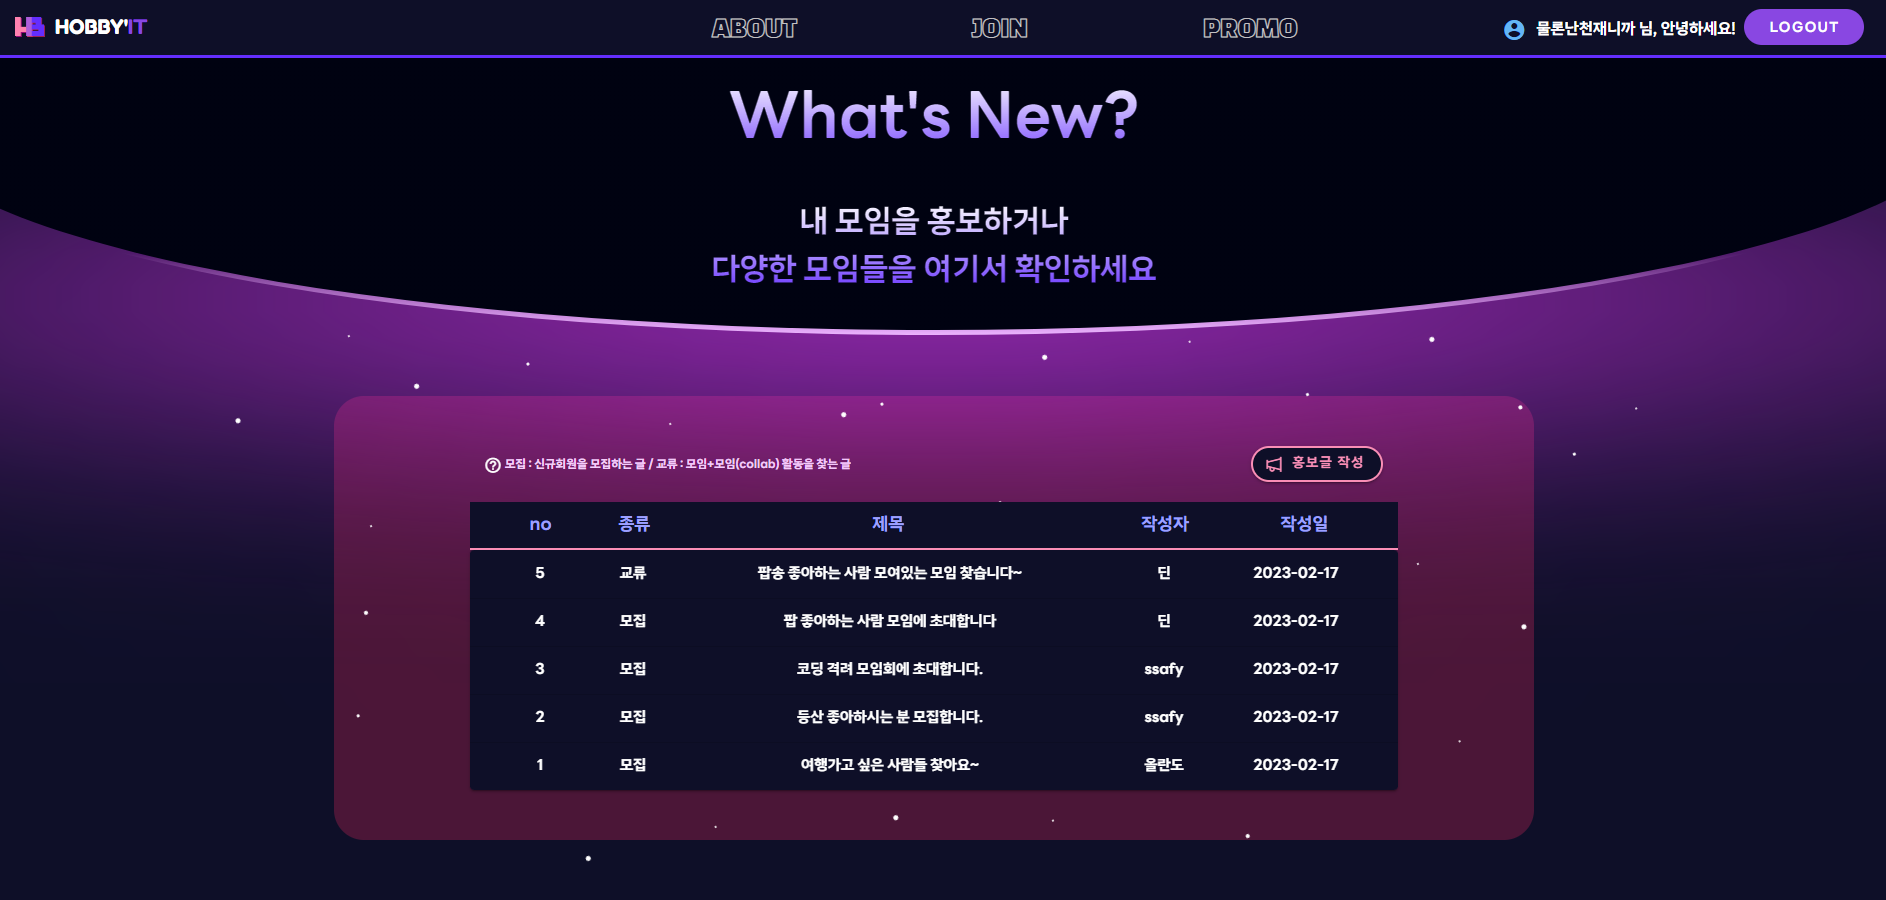 HOBBY'IT
ABOUT
JOIN
PROMO
물론난천재니까 님, 안녕하세요!
LOGOUT
What's New?
내 모임을 홍보하거나
다양한 모임들을 여기서 확인하세요
모집 : 신규회원을 모집하는 글 / 교류 : 모임+모임(collab) 활동을 찾는 글
홍보글 작성
no 종류 제목 작성자 작성일
5 교류 팝송 좋아하는 사람 모여있는 모임 찾습니다~ 딘 2023-02-17
4 모집 팝 좋아하는 사람 모임에 초대합니다 딘 2023-02-17
3 모집 코딩 격려 모임회에 초대합니다. ssafy 2023-02-17
2 모집 등산 좋아하시는 분 모집합니다. ssafy 2023-02-17
1 모집 여행가고 싶은 사람들 찾아요~ 올란도 2023-02-17